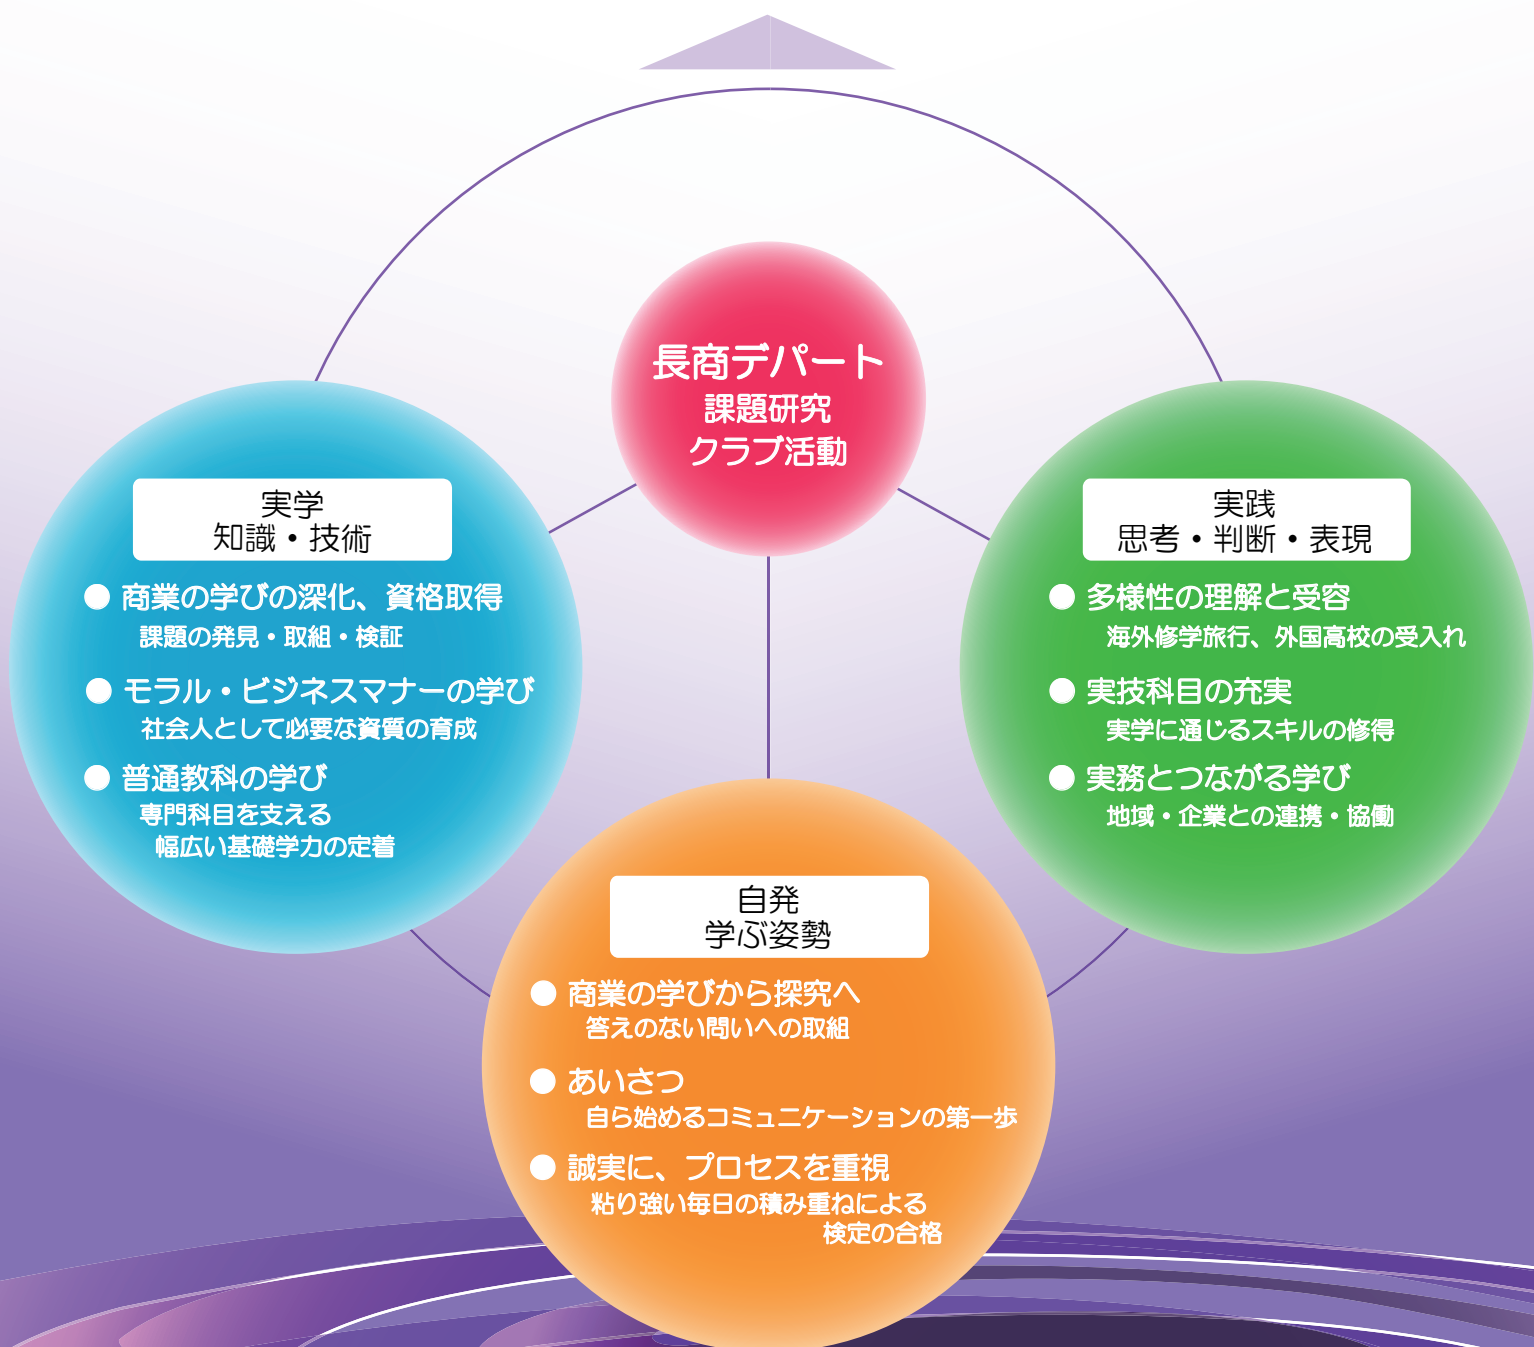 長商デパート
課題研究
クラブ活動
実学
知識・技術
● 商業の学びの深化、資格取得
課題の発見・取組・検証
● モラル・ビジネスマナーの学び
社会人として必要な資質の育成
● 普通教科の学び
専門科目を支える
幅広い基礎学力の定着
実践
思考・判断・表現
● 多様性の理解と受容
海外修学旅行、外国高校の受入れ
● 実技科目の充実
実学に通じるスキルの修得
● 実務とつながる学び
地域・企業との連携・協働
自発
学ぶ姿勢
● 商業の学びから探究へ
答えのない問いへの取組
● あいさつ
自ら始めるコミュニケーションの第一歩
● 誠実に、プロセスを重視
粘り強い毎日の積み重ねによる
検定の合格